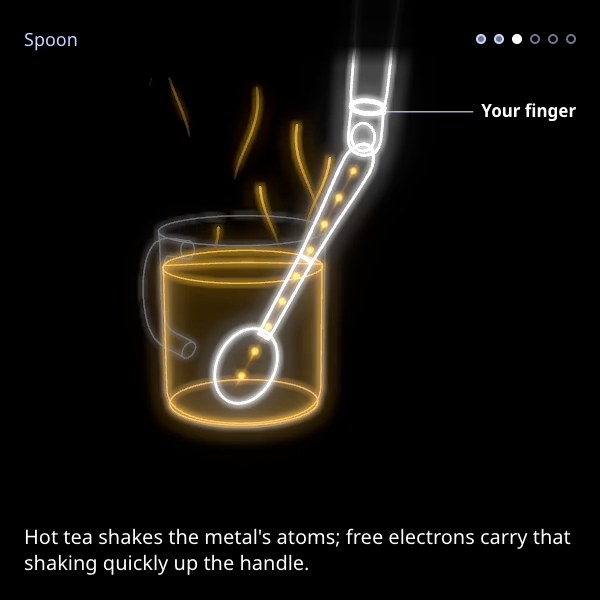 Spoon
Your finger
Hot tea shakes the metal's atoms; free electrons carry that
shaking quickly up the handle.